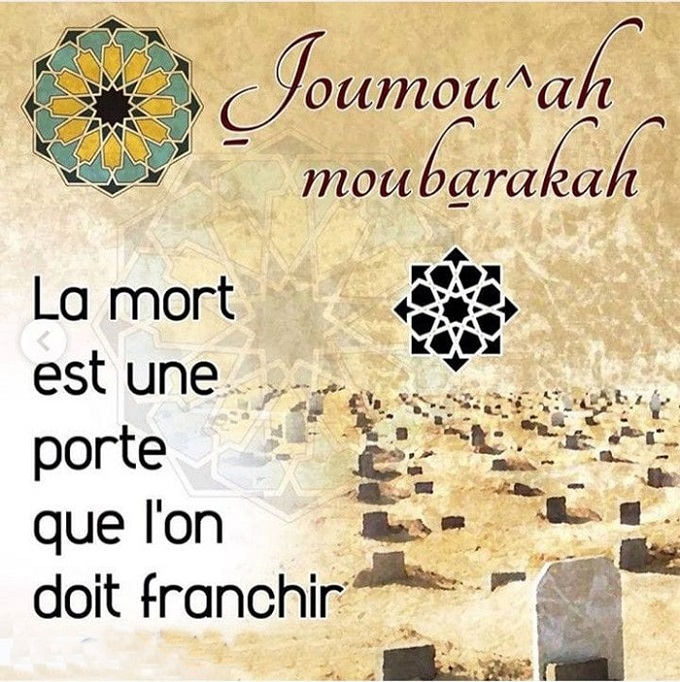 Joumou^ah
moubarakah
La mort
est une
porte
que l'on
doit franchir